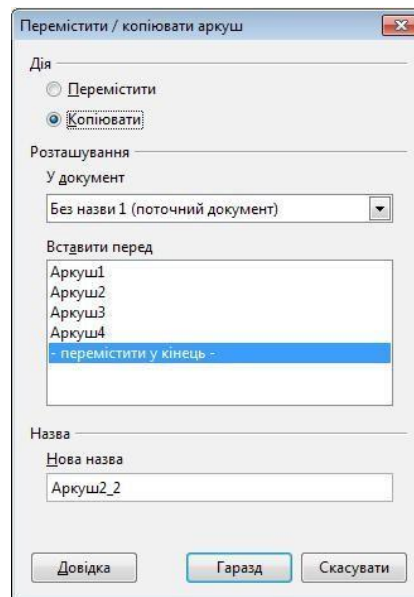 Перемістити / копіювати аркуш
Дія
Перемістити
Копіювати
Розташування
У документ
Без назви 1 (поточний документ)
Вставити перед
Аркуш1
Аркуш2
Аркуш3
Аркуш4
- перемістити у кінець -
Назва
Нова назва
Аркуш2_2
Довідка
Гаразд
Скасувати